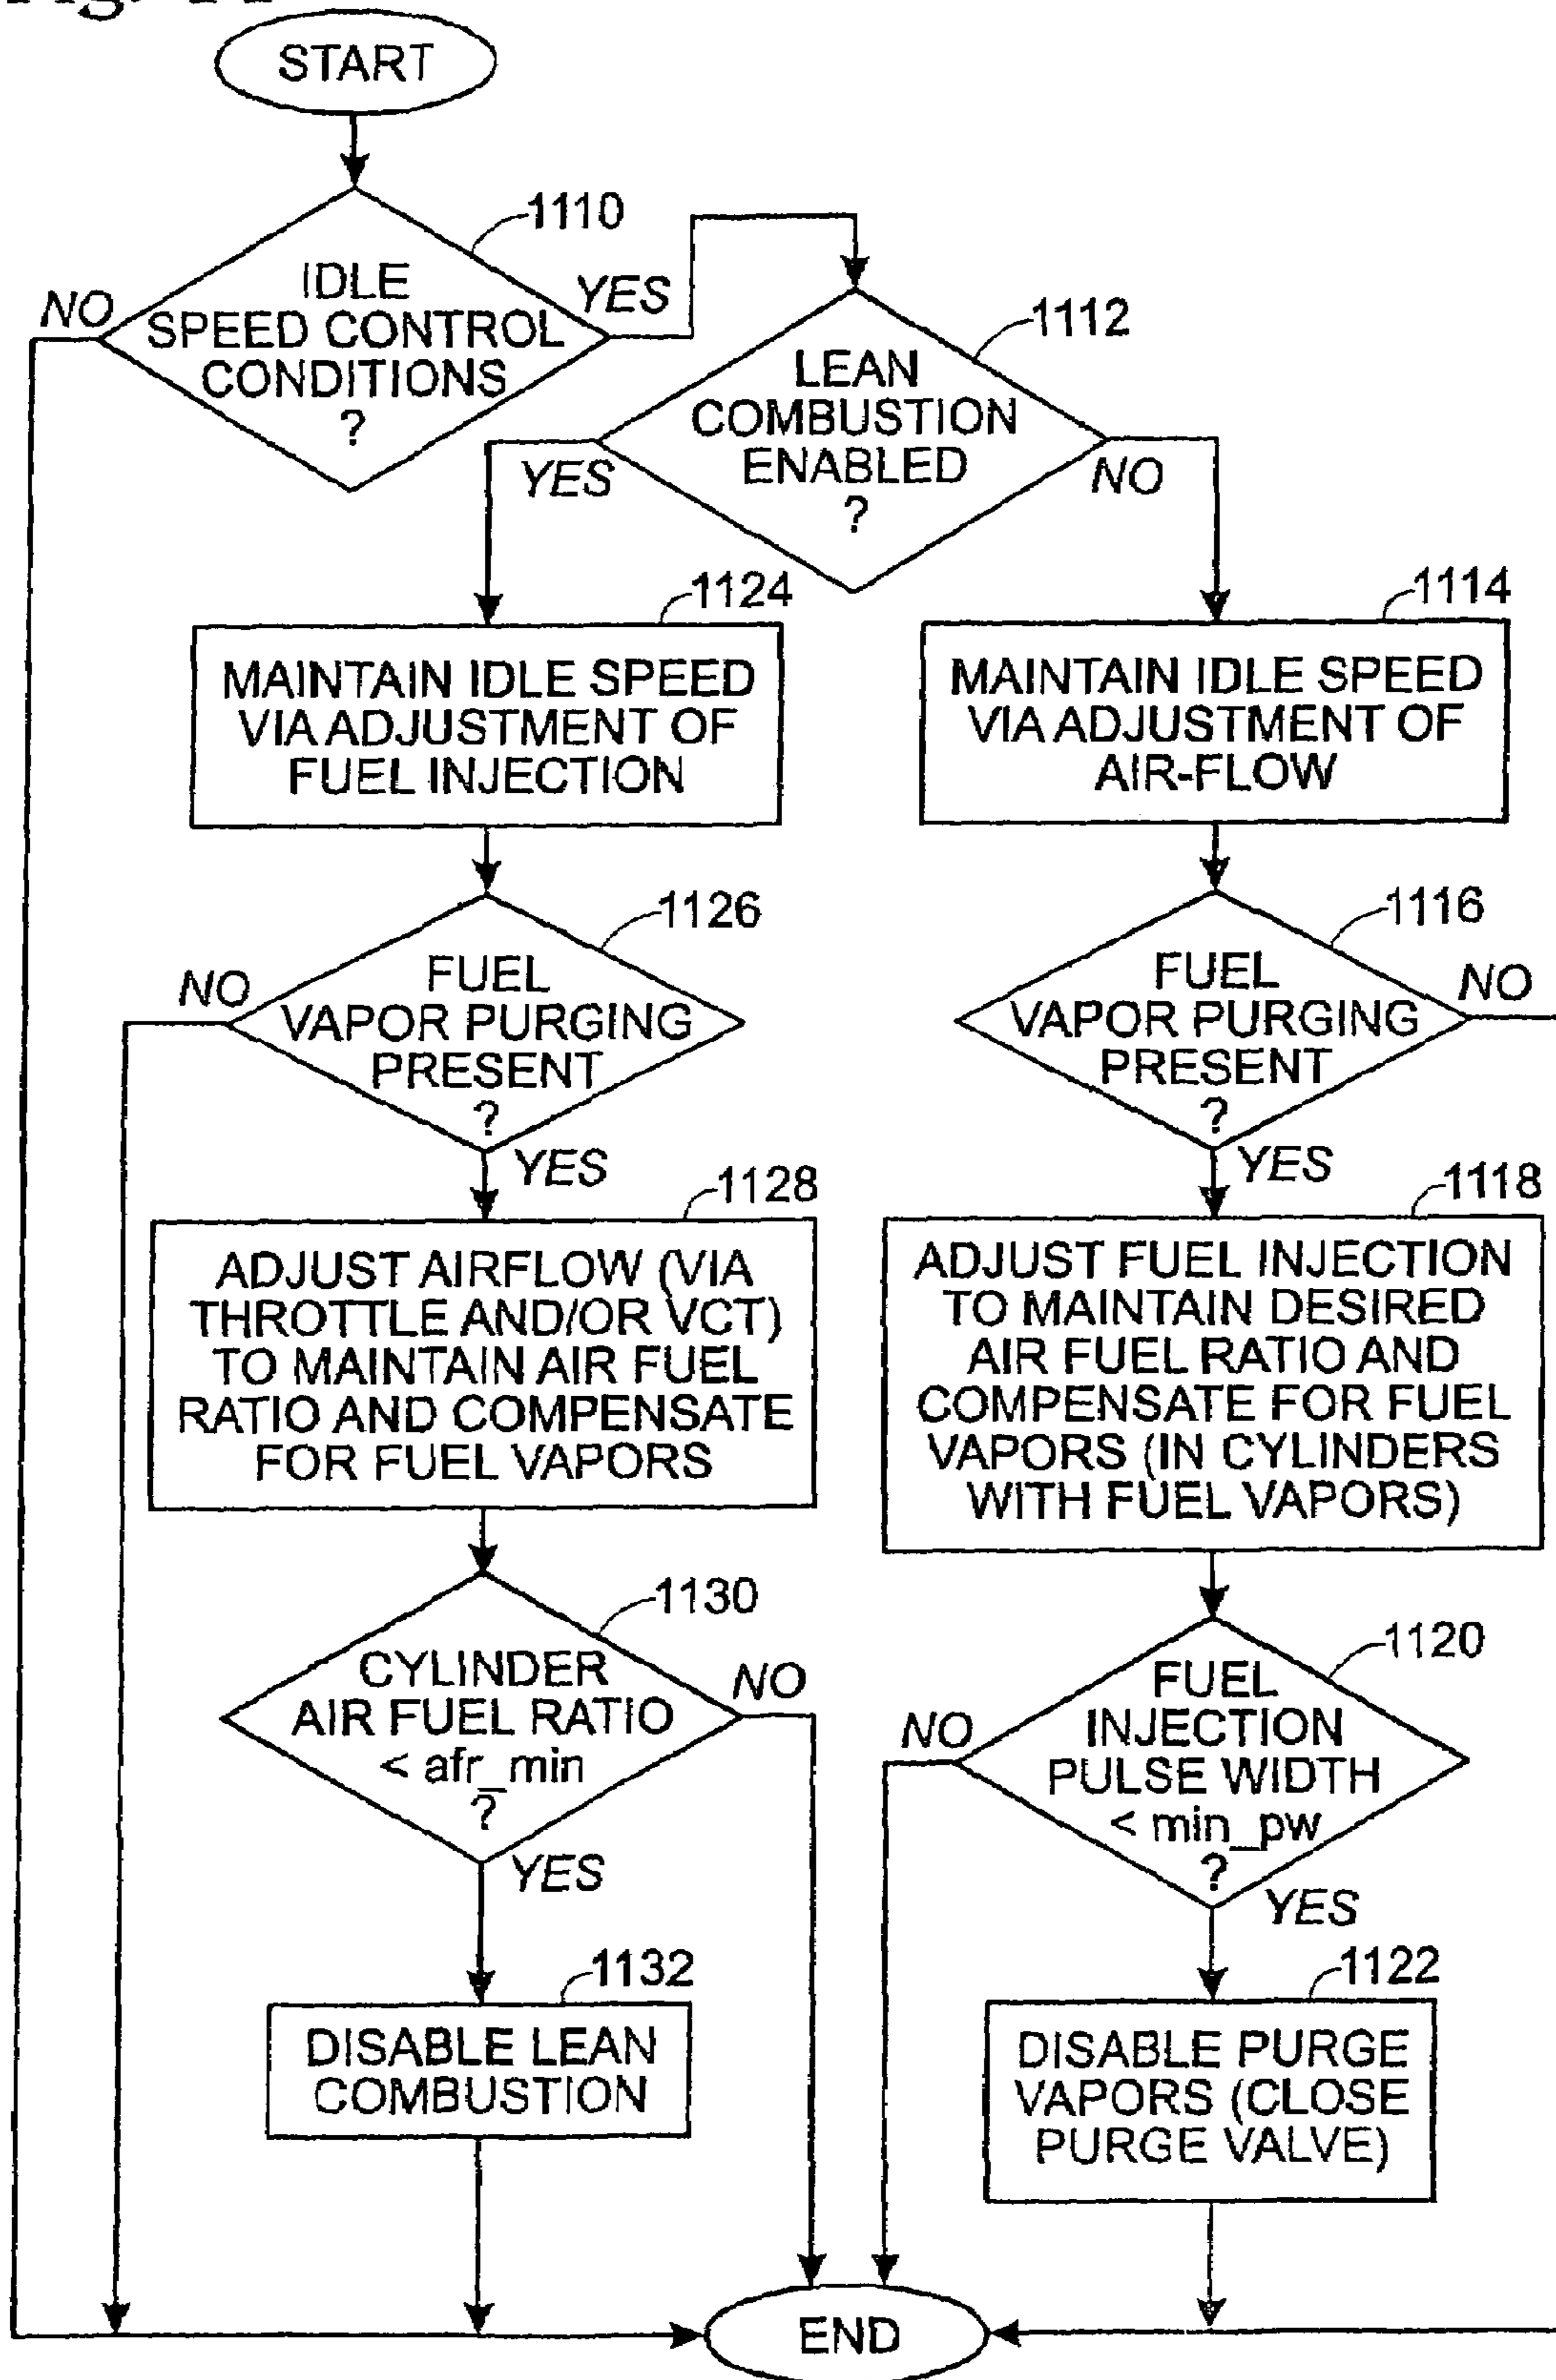 START
1110
IDLE
SPEED CONTROL
CONDITIONS
?
NO
YES
1112
LEAN
COMBUSTION
ENABLED
?
YES
NO
1124
MAINTAIN IDLE SPEED
VIA ADJUSTMENT OF
FUEL INJECTION
1114
MAINTAIN IDLE SPEED
VIA ADJUSTMENT OF
AIR-FLOW
1126
FUEL
VAPOR PURGING
PRESENT
?
NO
YES
1116
FUEL
VAPOR PURGING
PRESENT
?
NO
YES
1128
ADJUST AIRFLOW (VIA
THROTTLE AND/OR VCT)
TO MAINTAIN AIR FUEL
RATIO AND COMPENSATE
FOR FUEL VAPORS
1118
ADJUST FUEL INJECTION
TO MAINTAIN DESIRED
AIR FUEL RATIO AND
COMPENSATE FOR FUEL
VAPORS (IN CYLINDERS
WITH FUEL VAPORS)
1130
CYLINDER
AIR FUEL RATIO
< afr_min
?
NO
YES
1120
FUEL
INJECTION
PULSE WIDTH
< min_pw
?
NO
YES
1132
DISABLE LEAN
COMBUSTION
1122
DISABLE PURGE
VAPORS (CLOSE
PURGE VALVE)
END